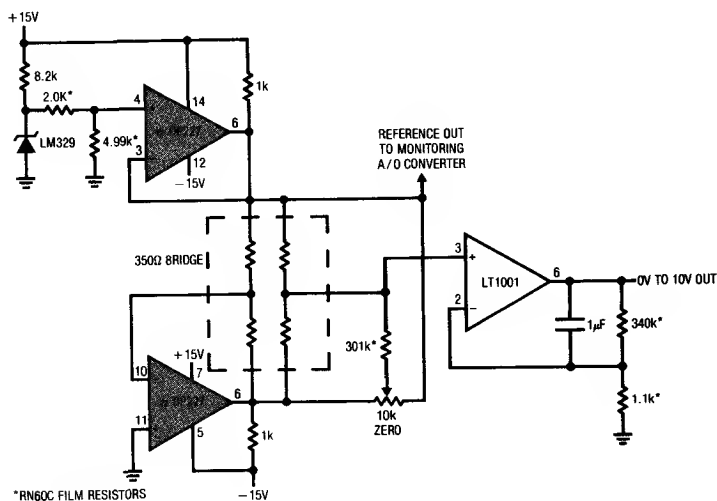 +15V
8.2k
2.0K*
LM329
4.99k*
4
+
3
−
14
12
−15V
6
1k
REFERENCE OUT
TO MONITORING
A/O CONVERTER
350Ω 8RIDGE
10
11
+15V
7
5
6
1k
−15V
301k*
10k
ZERO
3
+
2
−
LT1001
6
0V TO 10V OUT
1μF
340k*
1.1k*
*RN60C FILM RESISTORS